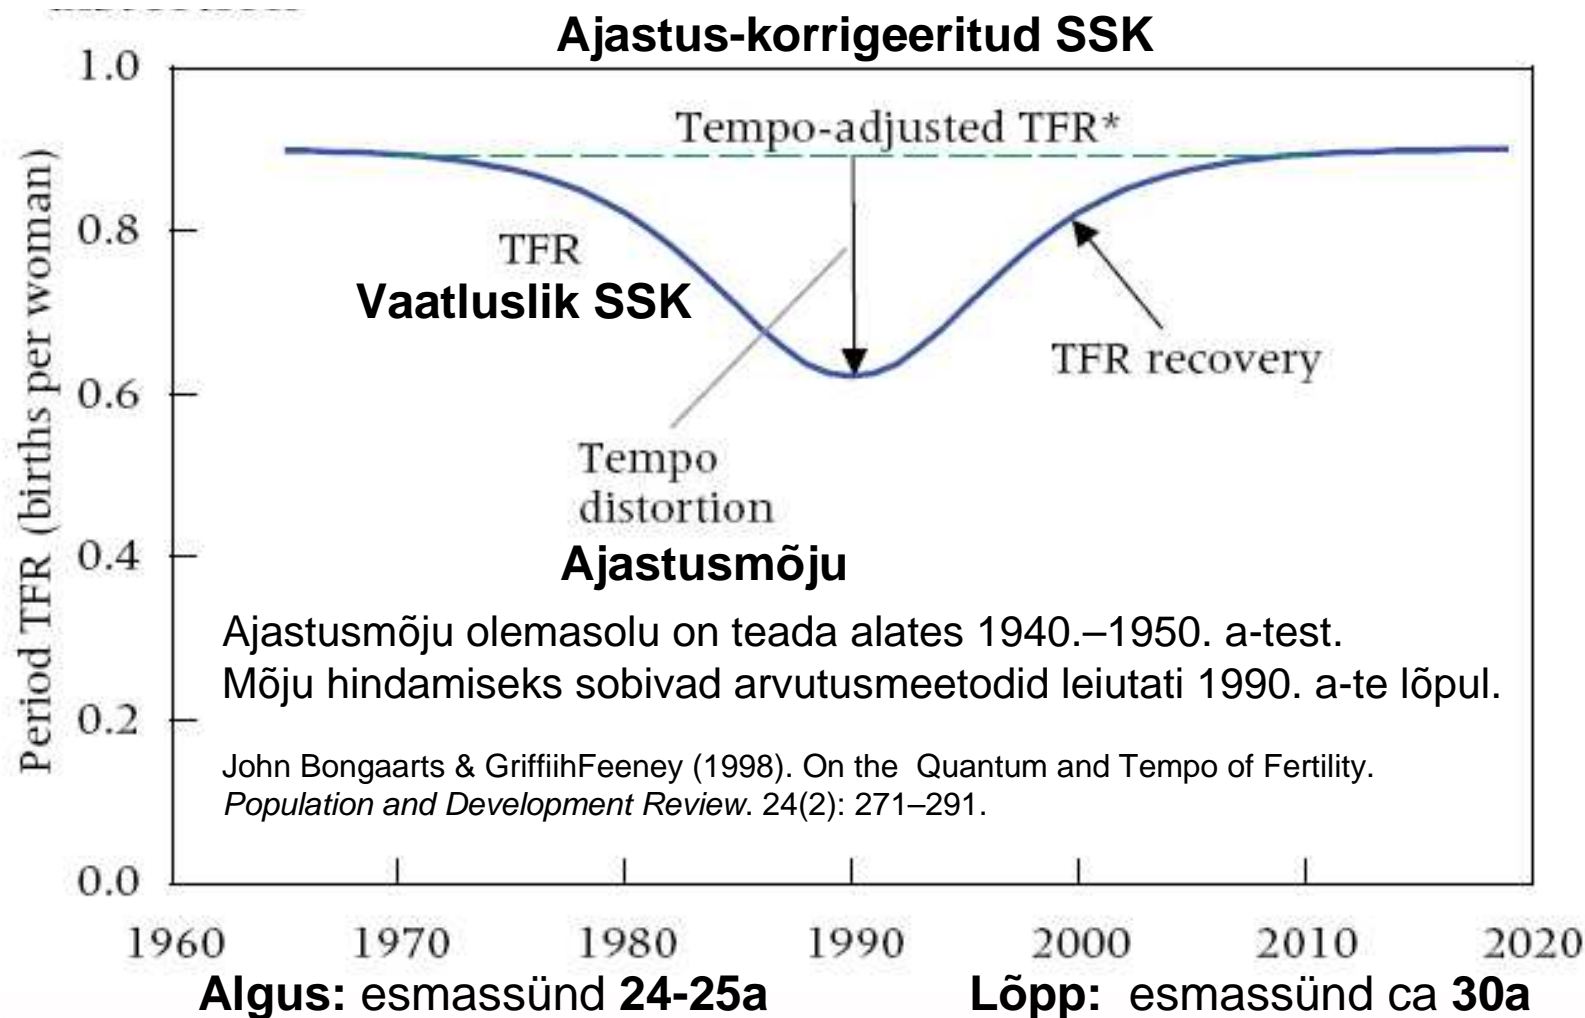 Ajastus-korrigeeritud SSK
1.0
Tempo-adjusted TFR*
0.8
TFR
Vaatluslik SSK
TFR recovery
0.6
Tempo
distortion
Ajastusmõju
0.4
Period TFR (births per woman)
Ajastusmõju olemasolu on teada alates 1940.–1950. a-test.
Mõju hindamiseks sobivad arvutusmeetodid leiutati 1990. a-te lõpul.
0.2
John Bongaarts & GriffiihFeeney (1998). On the Quantum and Tempo of Fertility.
Population and Development Review. 24(2): 271–291.
0.0
1960 1970 1980 1990 2000 2010 2020
Algus: esmassünd 24-25a Lõpp: esmassünd ca 30a